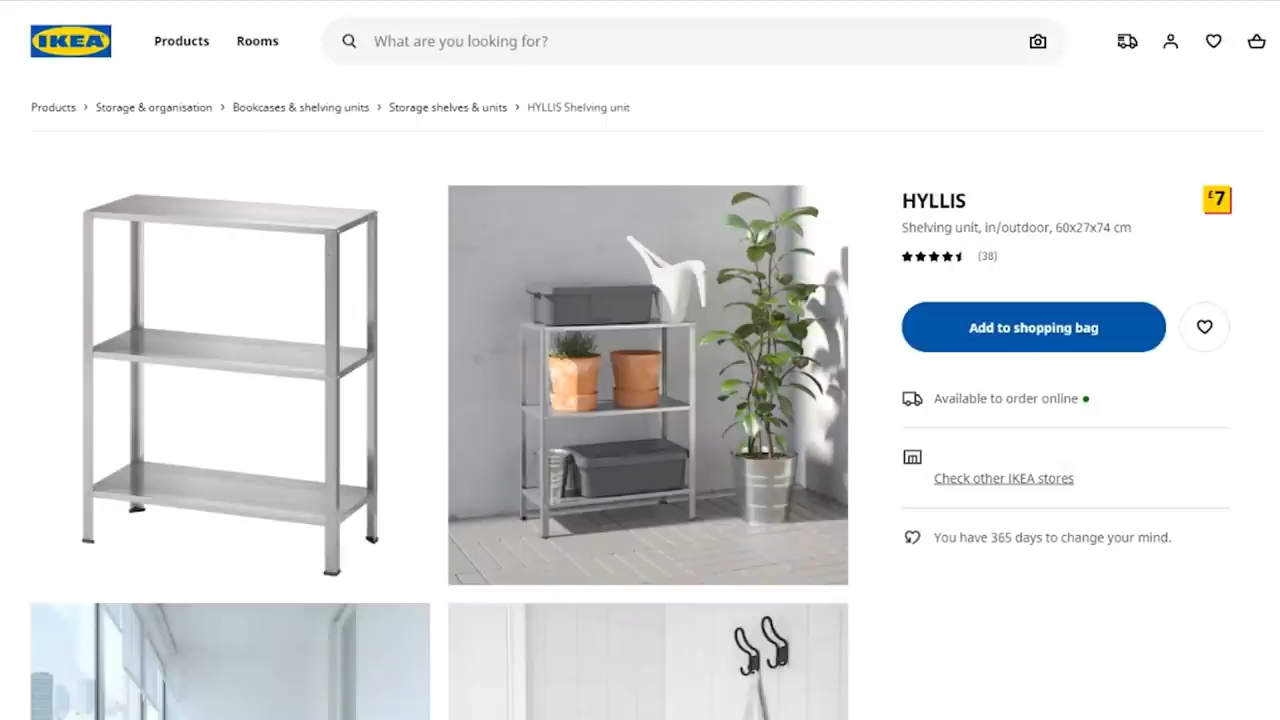 IKEA
Products Rooms
What are you looking for?
Products › Storage & organisation › Bookcases & shelving units › Storage shelves & units › HYLLIS Shelving unit
HYLLIS
£7
Shelving unit, in/outdoor, 60x27x74 cm
(38)
Add to shopping bag
Available to order online
Check other IKEA stores
You have 365 days to change your mind.